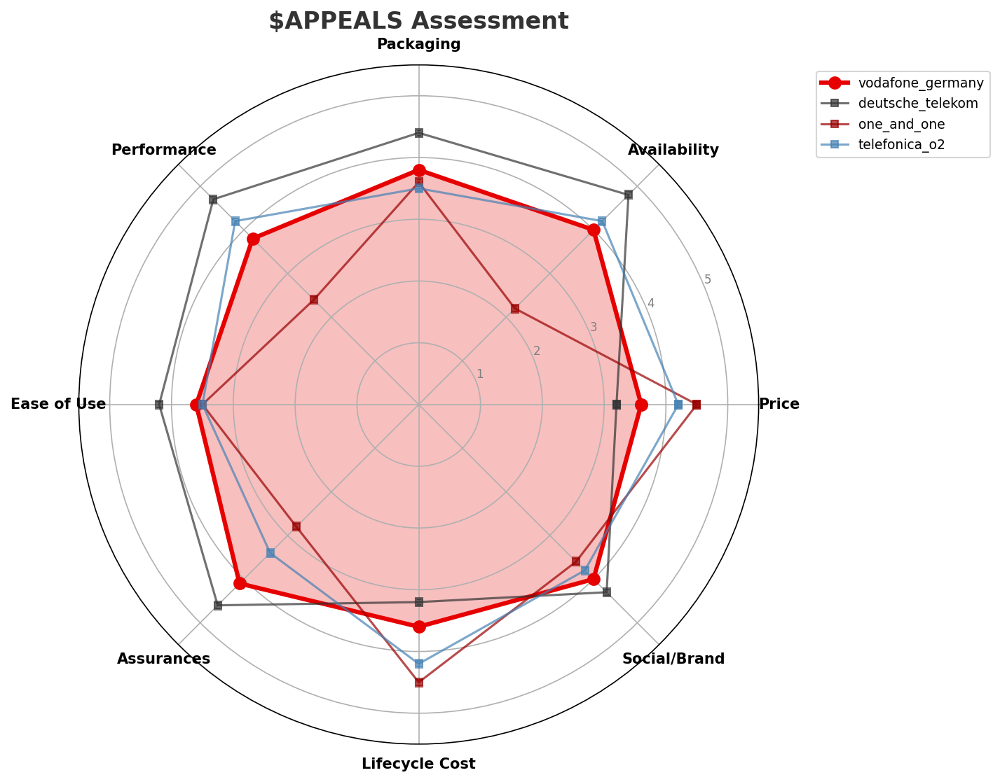 $APPEALS Assessment
Packaging
Performance
Availability
vodafone_germany
deutsche_telekom
one_and_one
telefonica_o2
5
4
3
2
1
Ease of Use
Price
Assurances
Social/Brand
Lifecycle Cost